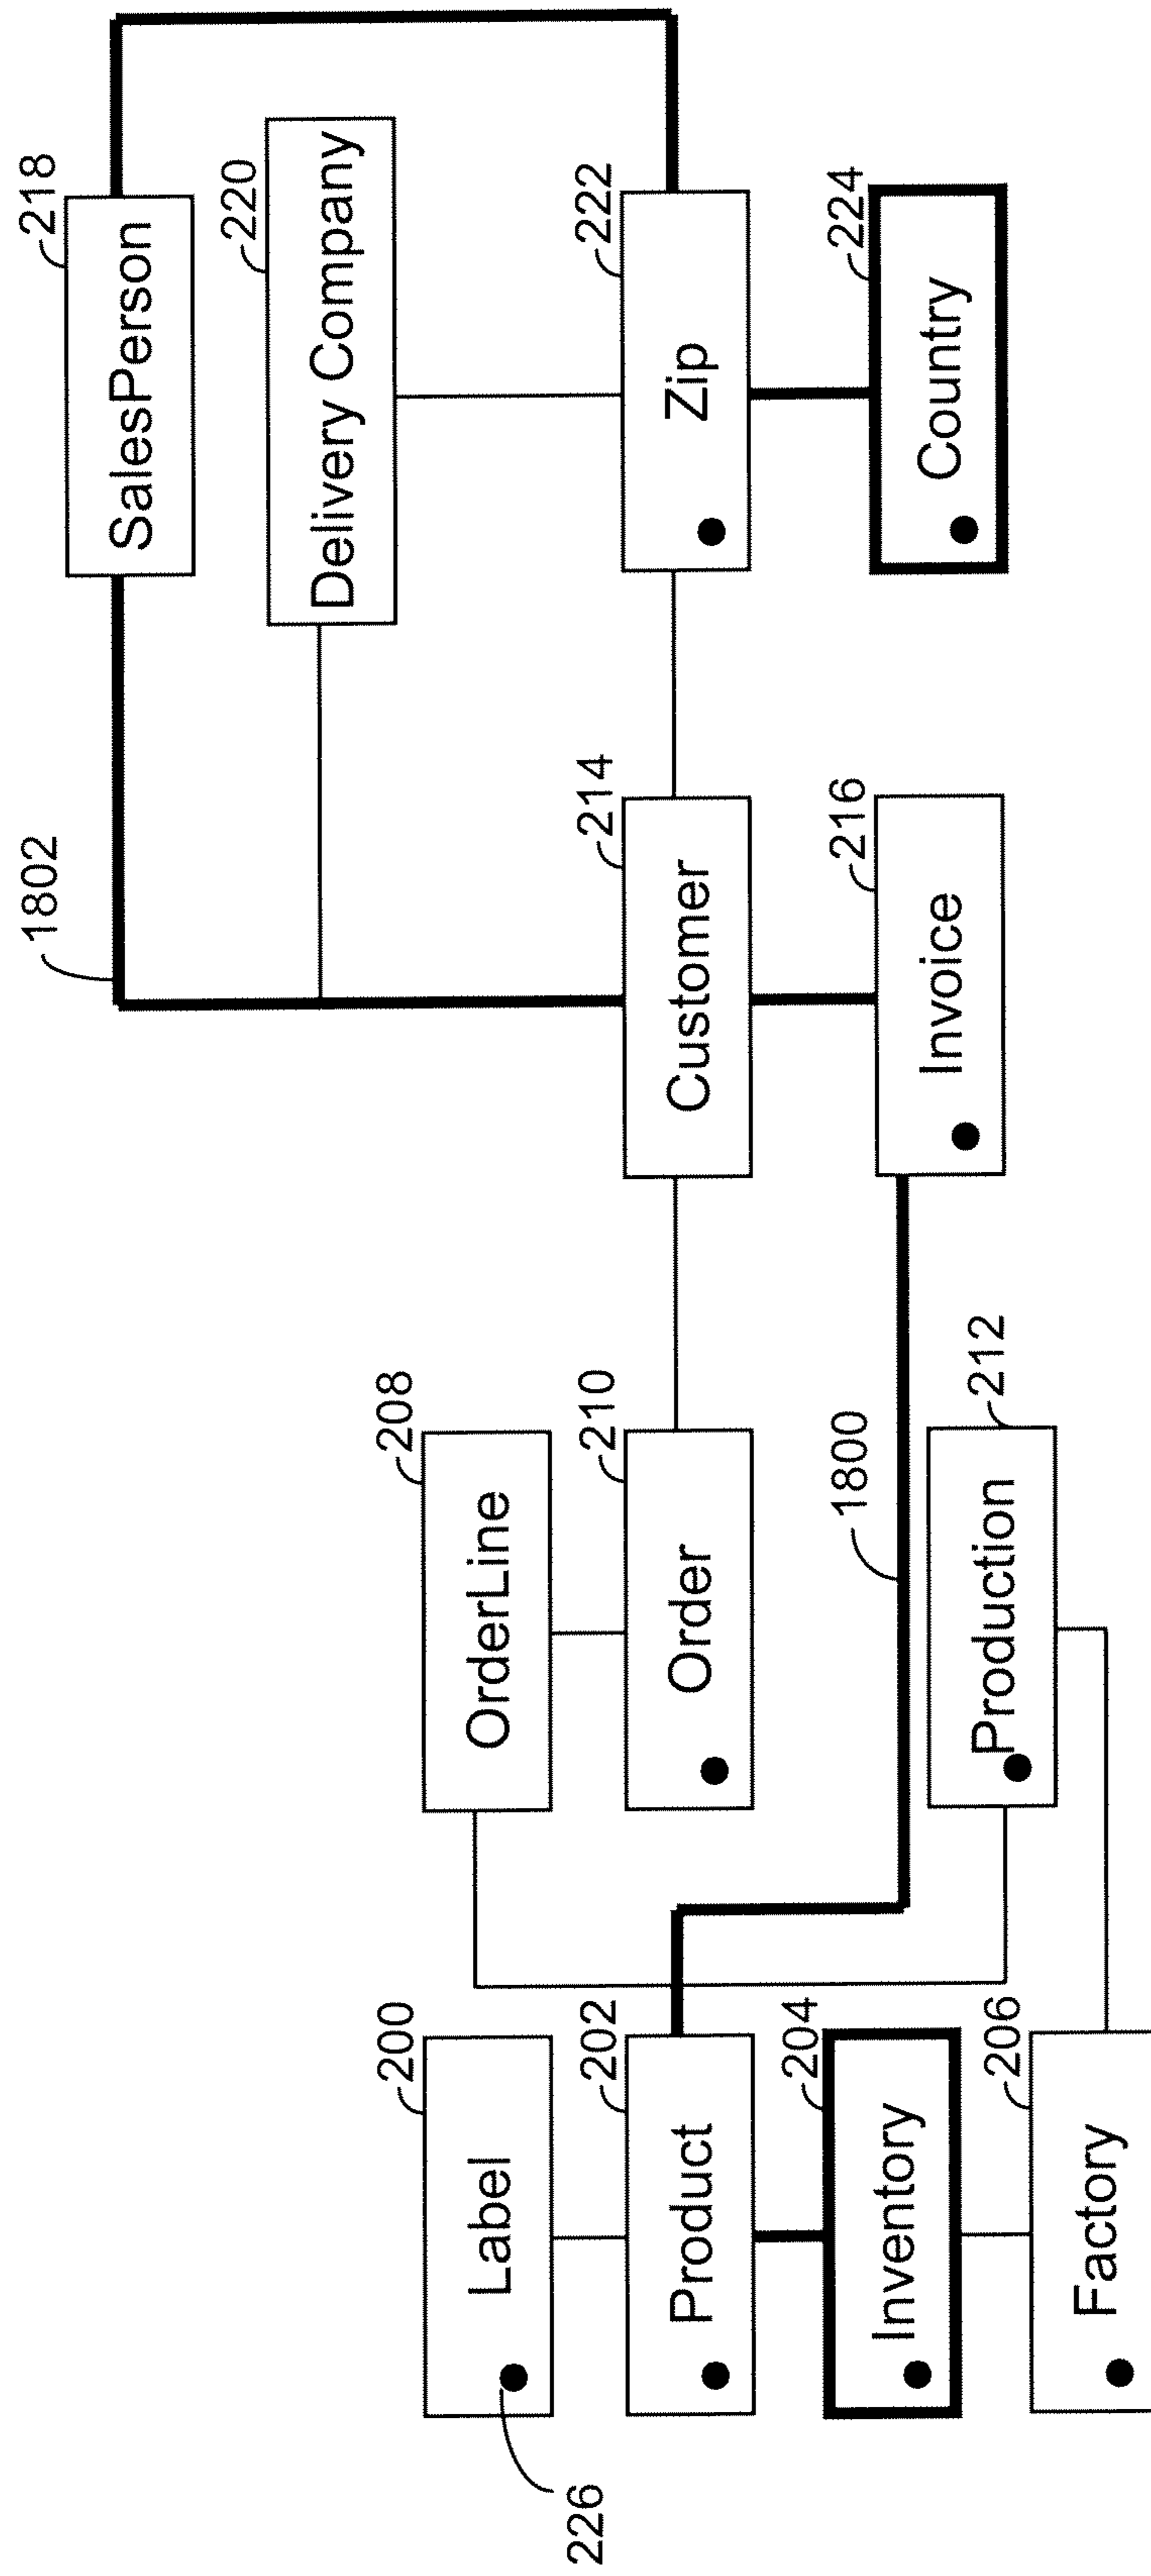 200
Label
226
202
Product
204
Inventory
206
Factory
208
OrderLine
210
Order
1800
212
Production
1802
214
Customer
216
Invoice
218
SalesPerson
220
Delivery Company
222
Zip
224
Country